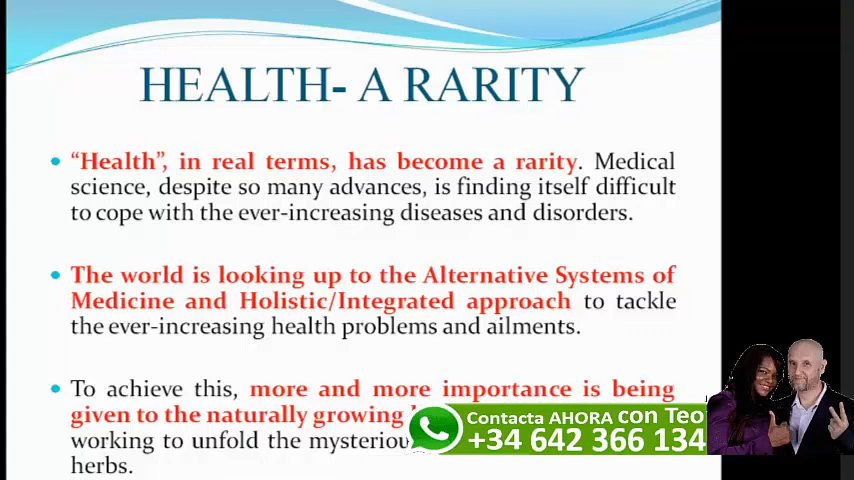 HEALTH- A RARITY
“Health”, in real terms, has become a rarity. Medical
science, despite so many advances, is finding itself difficult
to cope with the ever-increasing diseases and disorders.
The world is looking up to the Alternative Systems of
Medicine and Holistic/Integrated approach to tackle
the ever-increasing health problems and ailments.
To achieve this, more and more importance is being
given to the naturally growing
working to unfold the
herbs.
Contacta AHORA con Teo
+34 642 366 134